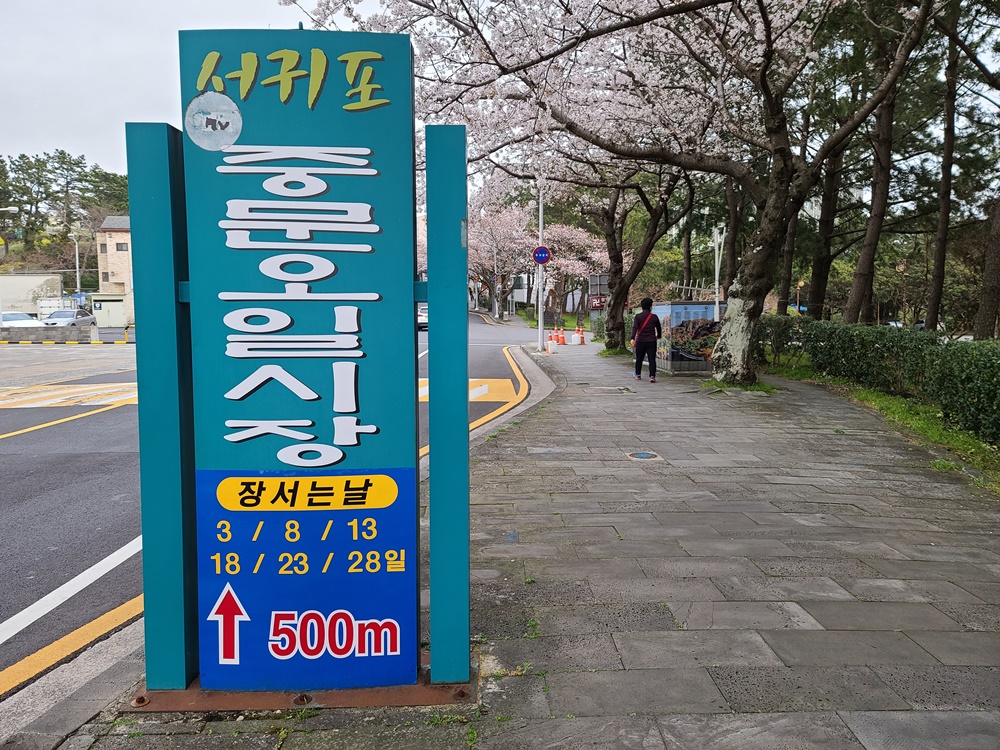 서귀포
중문오일시장
장서는날
3 / 8 / 13
18 / 23 / 28일
500m